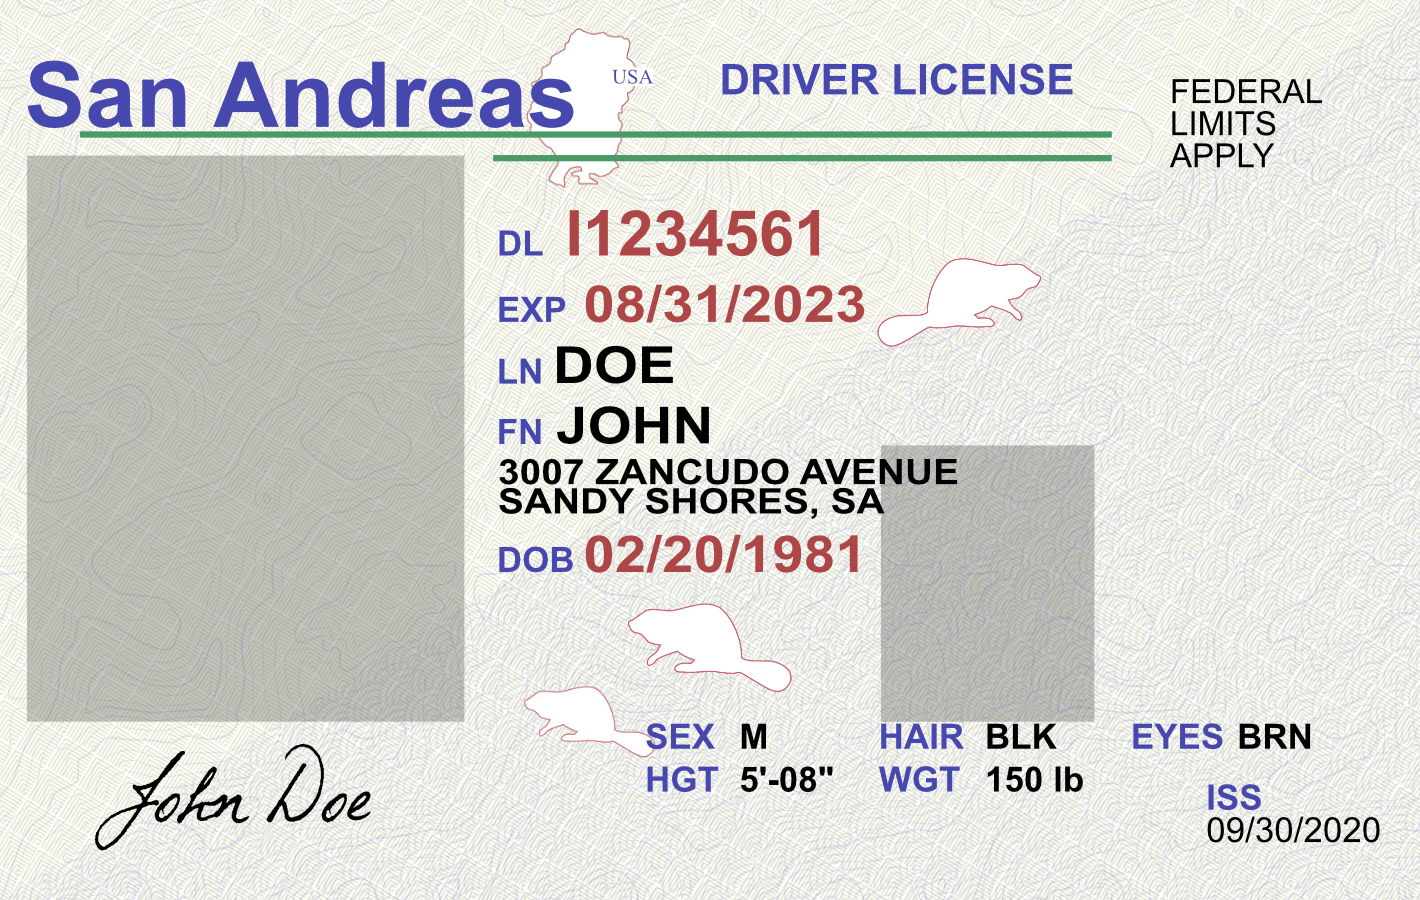 San Andreas
USA
DRIVER LICENSE
FEDERAL
LIMITS
APPLY
DL I1234561
EXP 08/31/2023
LN DOE
FN JOHN
3007 ZANCUDO AVENUE
SANDY SHORES, SA
DOB 02/20/1981
SEX M HAIR BLK EYES BRN
HGT 5'-08" WGT 150 lb
ISS
09/30/2020
John Doe